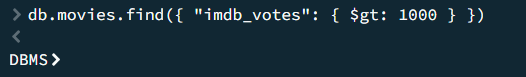 > db.movies.find({ "imdb_votes": { $gt: 1000 } })
<
DBMS>